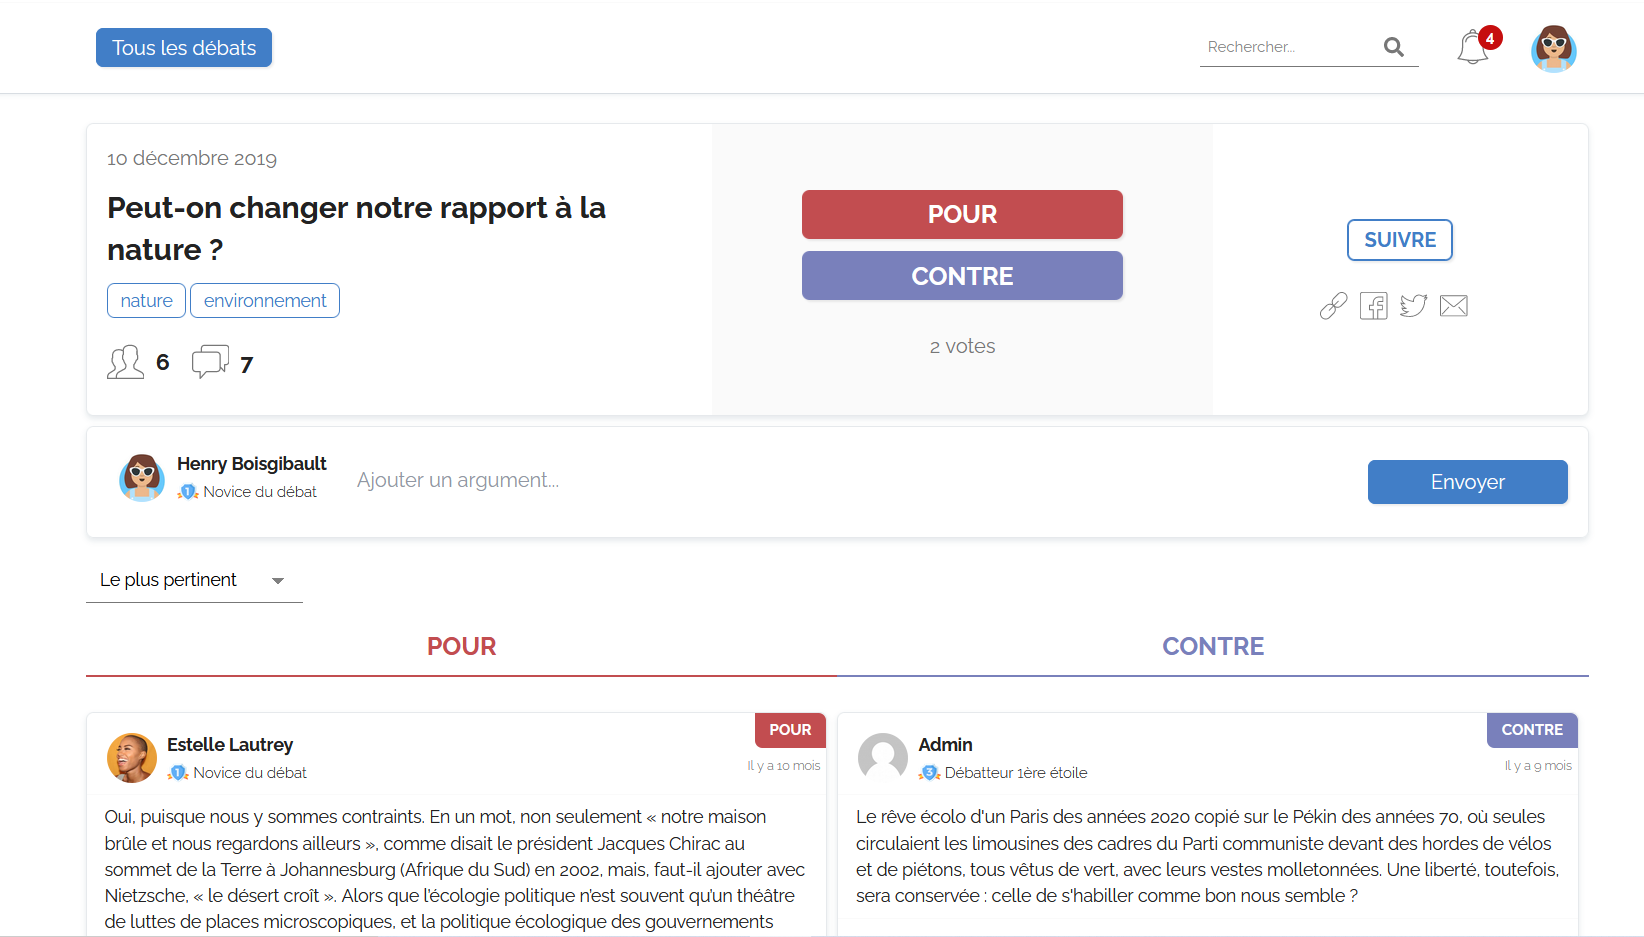 Tous les débats
Rechercher...
4
10 décembre 2019
Peut-on changer notre rapport à la
nature ?
nature
environnement
6
7
POUR
CONTRE
2 votes
SUIVRE
Henry Boisgibault
1
Novice du débat
Ajouter un argument...
Envoyer
Le plus pertinent
POUR
CONTRE
POUR
Estelle Lautrey
1
Novice du débat
Il y a 10 mois
Oui, puisque nous y sommes contraints. En un mot, non seulement « notre maison
brûle et nous regardons ailleurs », comme disait le président Jacques Chirac au
sommet de la Terre à Johannesburg (Afrique du Sud) en 2002, mais, faut-il ajouter avec
Nietzsche, « le désert croît ». Alors que l'écologie politique n'est souvent qu'un théâtre
de luttes de places microscopiques, et la politique écologique des gouvernements
CONTRE
Admin
3
Débatteur 1ère étoile
Il y a 9 mois
Le rêve écolo d'un Paris des années 2020 copié sur le Pékin des années 70, où seules
circulaient les limousines des cadres du Parti communiste devant des hordes de vélos
et de piétons, tous vêtus de vert, avec leurs vestes molletonnées. Une liberté, toutefois,
sera conservée : celle de s'habiller comme bon nous semble ?